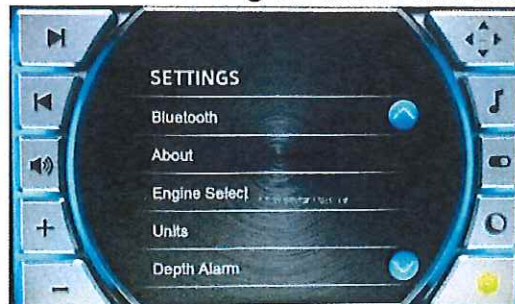 SETTINGS
Bluetooth
About
Engine Select
Units
Depth Alarm